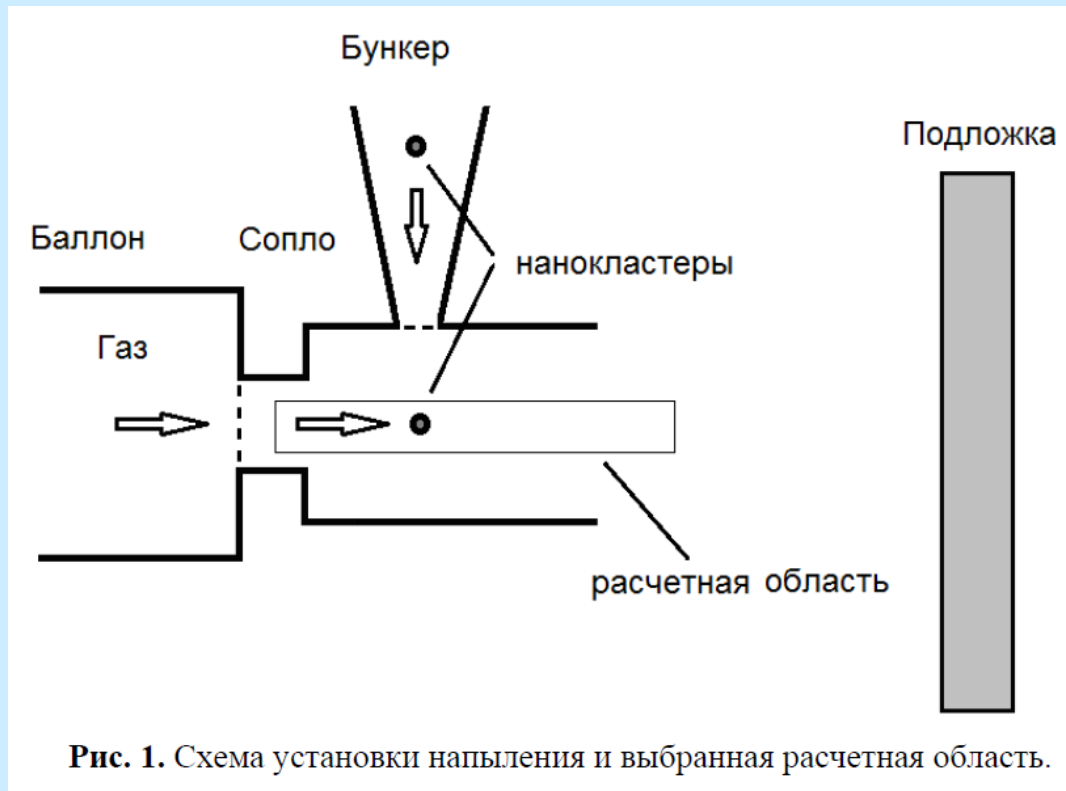 Бункер
Подложка
Баллон
Сопло
нанокластеры
Газ
расчетная область
Рис. 1. Схема установки напыления и выбранная расчетная область.